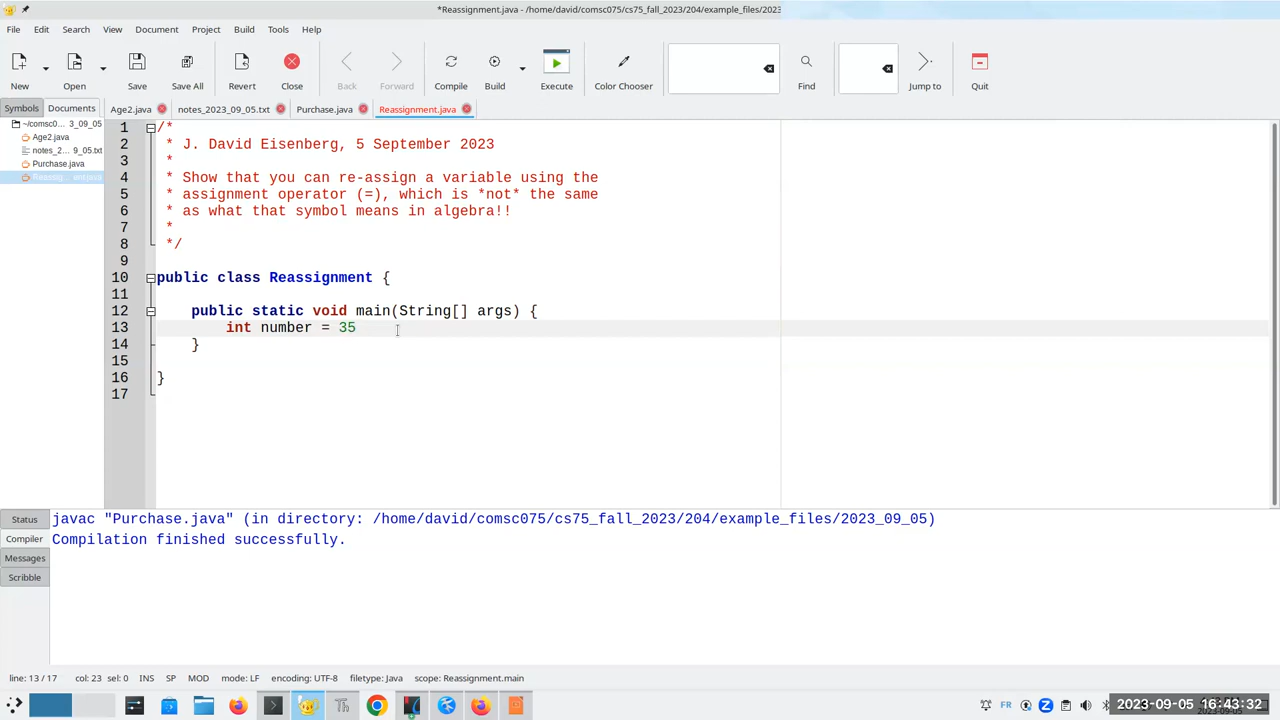 *Reassignment.java - /home/david/comsc075/cs75_fall_2023/204/example_files/2023
File Edit Search View Document Project Build Tools Help
New Open Save Save All Revert Close Back Forward Compile Build Execute Color Chooser Find Jump to Quit
Symbols Documents Age2.java notes_2023_09_05.txt Purchase.java Reassignment.java
~/comsc0... 3_09_05
Age2.java
notes_2... 9_05.txt
Purchase.java
1 /*
2 * J. David Eisenberg, 5 September 2023
3 *
4 * Show that you can re-assign a variable using the
5 * assignment operator (=), which is *not* the same
6 * as what that symbol means in algebra!!
7 *
8 */
9
10 public class Reassignment {
11
12 public static void main(String[] args) {
13 int number = 35
14 }
15
16 }
17
Status
Compiler
Messages
Scribble
javac "Purchase.java" (in directory: /home/david/comsc075/cs75_fall_2023/204/example_files/2023_09_05)
Compilation finished successfully.
line: 13 / 17 col: 23 sel: 0 INS SP MOD mode: LF encoding: UTF-8 filetype: Java scope: Reassignment.main
Th FR 2023-09-05 16:43:32